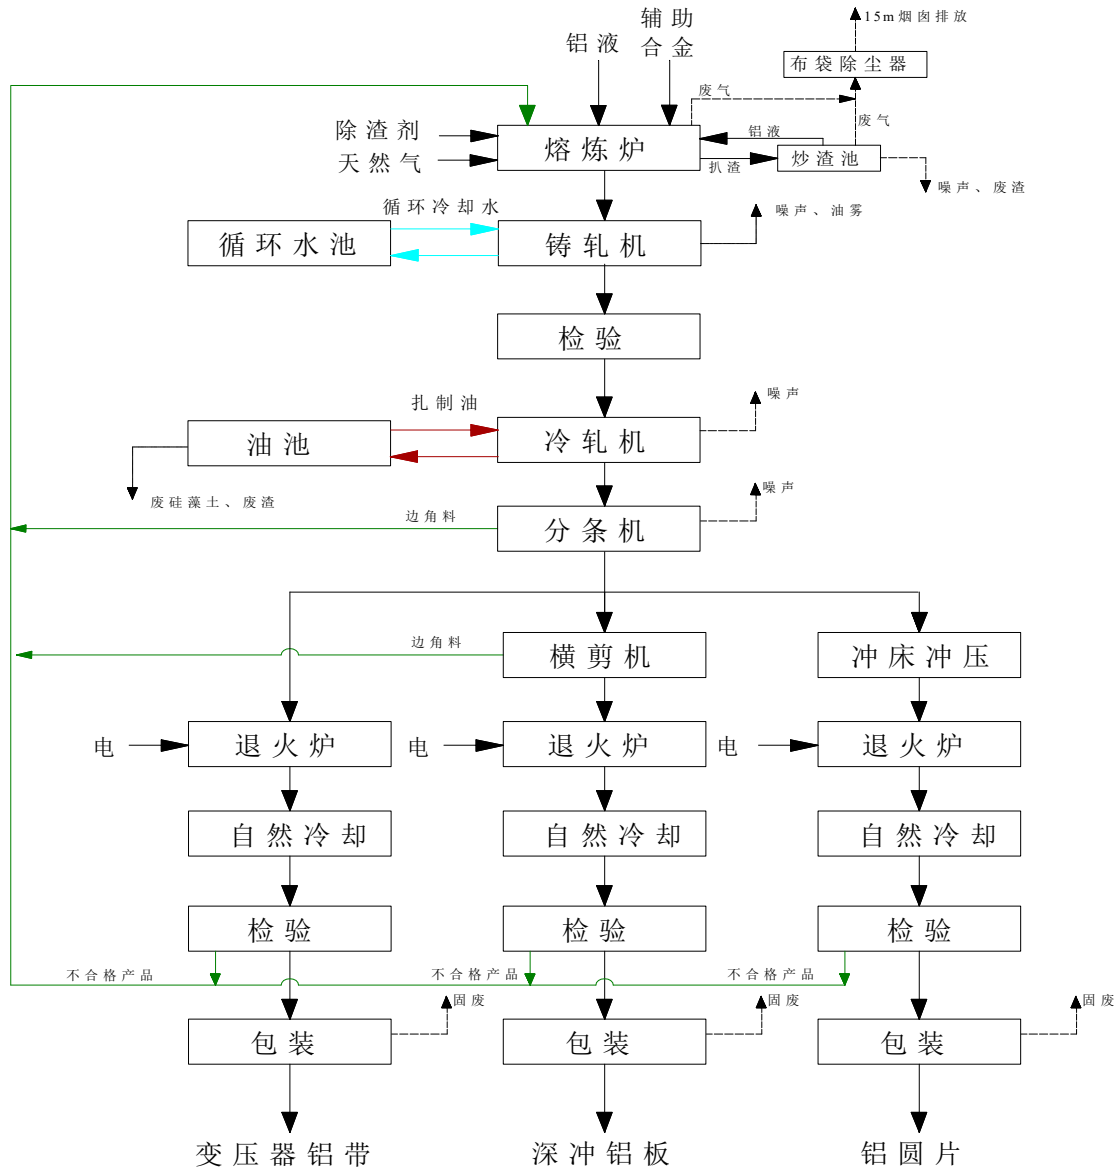 15m烟囱排放
辅助
合金
铝液
布袋除尘器
废气
废气
除渣剂
天然气
熔炼炉
铝液
扒渣
炒渣池
噪声、废渣
循环冷却水
噪声、油雾
循环水池
铸轧机
检验
噪声
扎制油
油池
冷轧机
噪声
废硅藻土、废渣
边角料
分条机
边角料
横剪机
冲床冲压
电
退火炉
电
退火炉
电
退火炉
自然冷却
自然冷却
自然冷却
检验
检验
检验
不合格产品
不合格产品
不合格产品
固废
固废
固废
包装
包装
包装
变压器铝带
深冲铝板
铝圆片